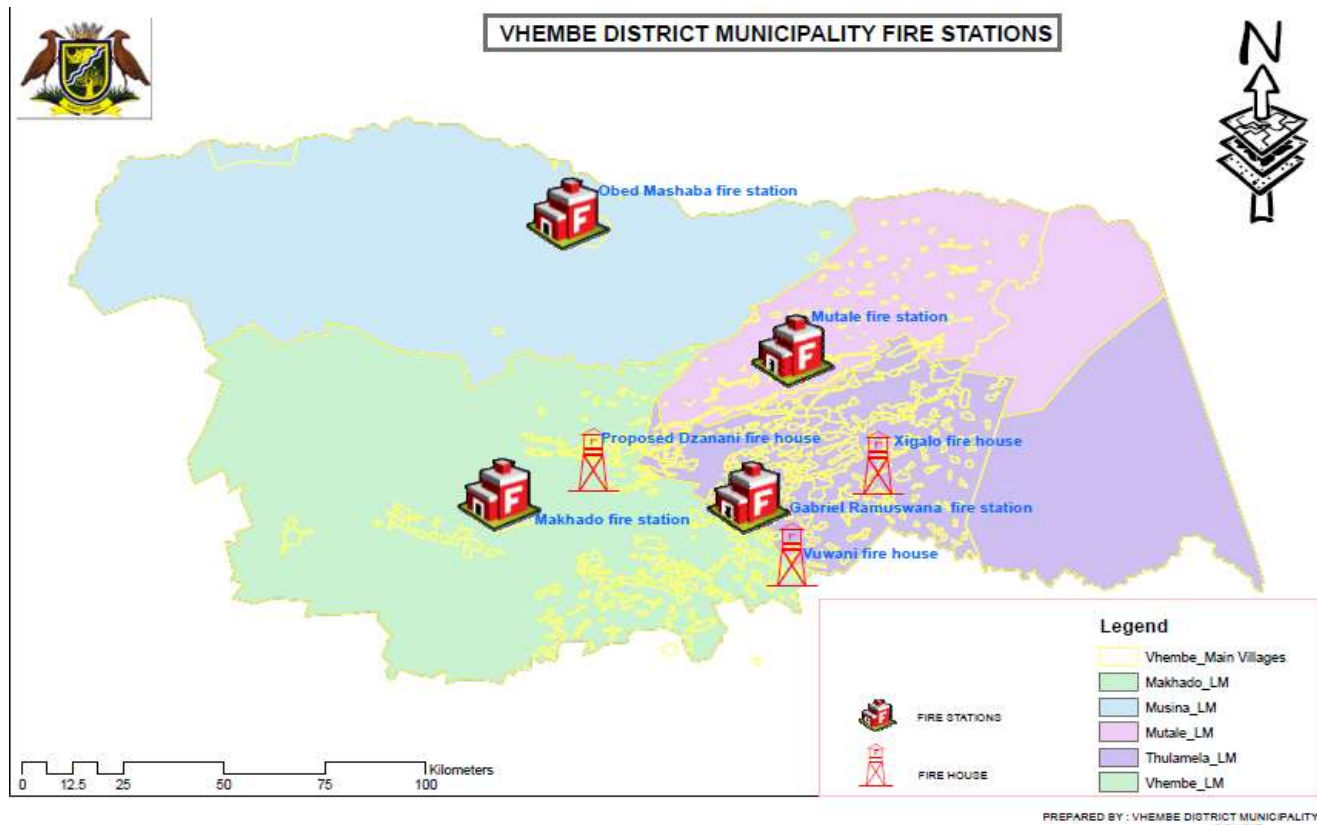 VHEMBE DISTRICT MUNICIPALITY FIRE STATIONS
N
Obed Mashaba fire station
Mutale fire station
Proposed Dzanani fire house
Xigalo fire house
Makhado fire station
Gabriel Ramuswana fire station
Vuwani fire house
Legend
Vhembe_Main Villages
Makhado_LM
Musina_LM
Mutale_LM
Thulamela_LM
Vhembe_LM
FIRE STATIONS
FIRE HOUSE
Kilometers
0 12.5 25 50 75 100
PREPARED BY : VHEMBE DISTRICT MUNICIPALITY